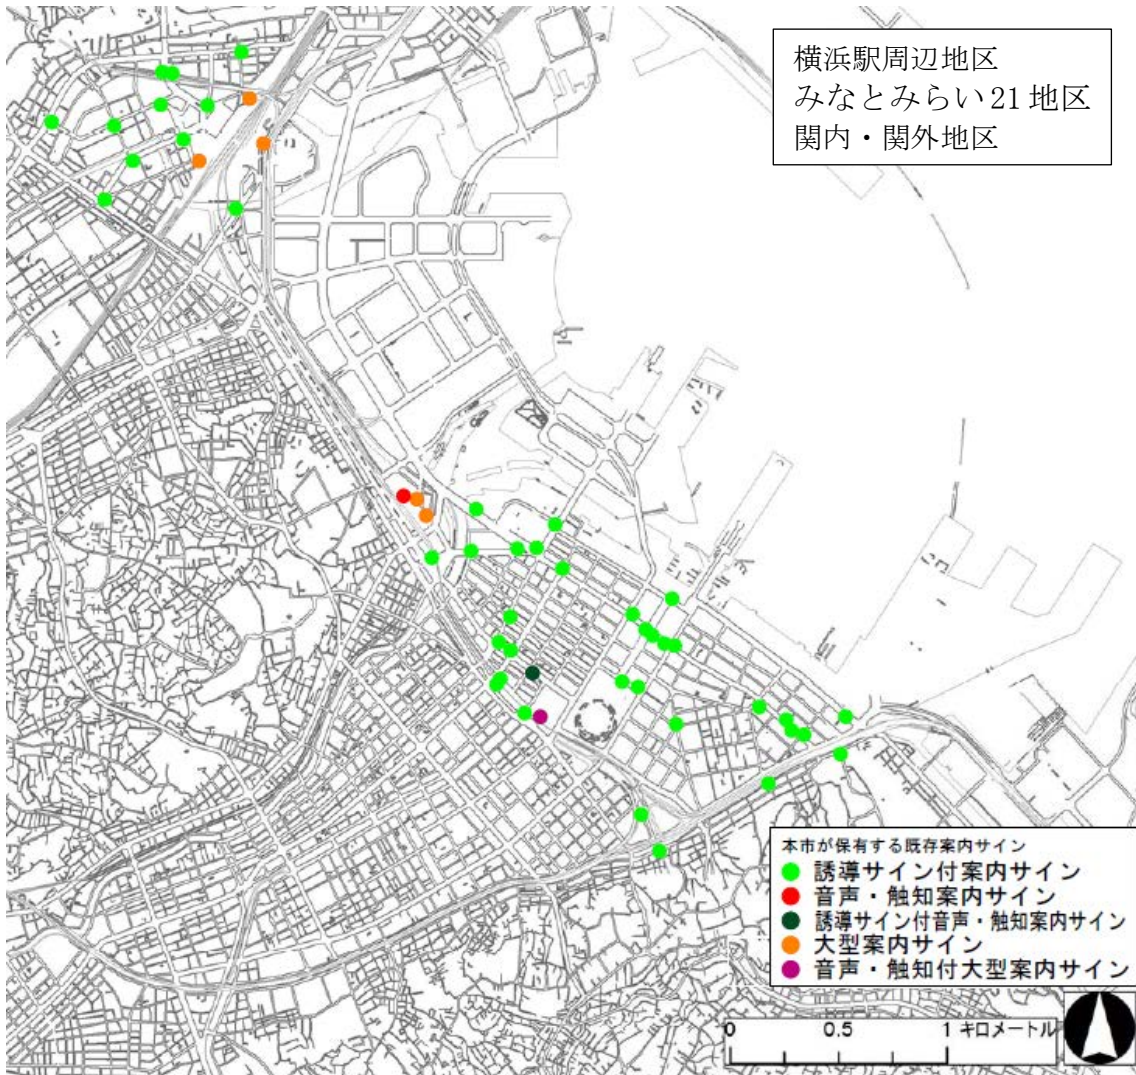 横浜駅周辺地区
みなとみらい21地区
関内・関外地区
本市が保有する既存案内サイン
誘導サイン付案内サイン
音声・触知案内サイン
誘導サイン付音声・触知案内サイン
大型案内サイン
音声・触知付大型案内サイン
0 0.5 1 キロメートル